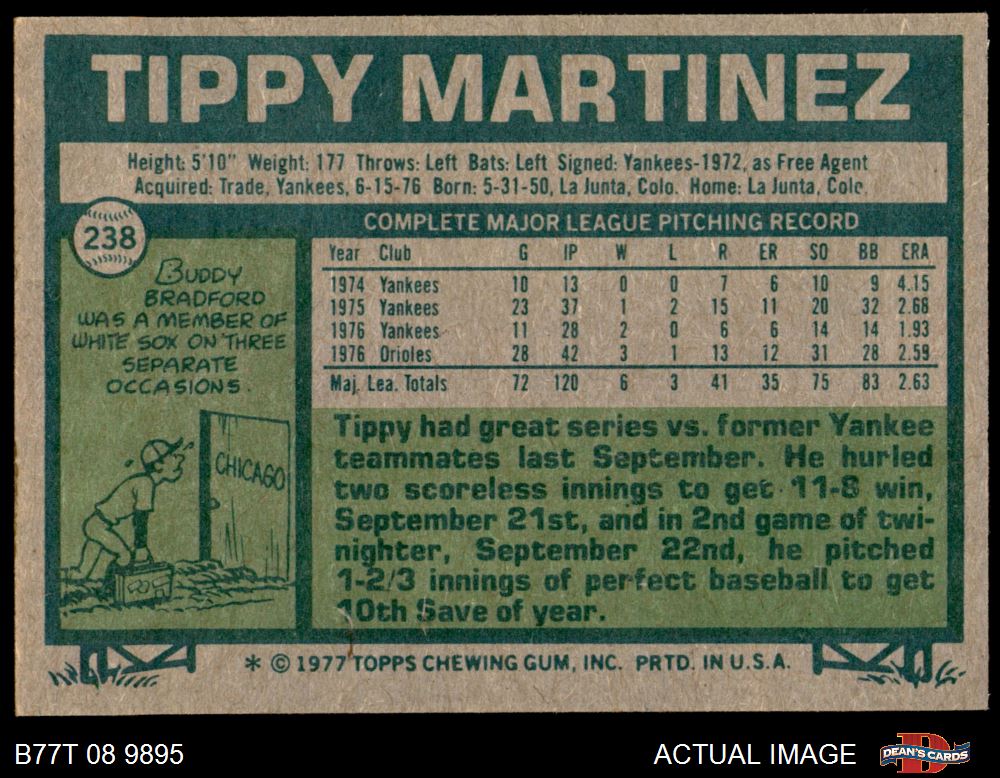 TIPPY MARTINEZ
Height: 5'10" Weight: 177 Throws: Left Bats: Left Signed: Yankees-1972, as Free Agent
Acquired: Trade, Yankees, 6-15-76 Born: 5-31-50, La Junta, Colo. Home: La Junta, Colo.
238
COMPLETE MAJOR LEAGUE PITCHING RECORD
Year Club G IP W L R ER SO BB ERA
1974 Yankees 10 13 0 0 7 6 10 9 4.15
1975 Yankees 23 37 1 2 15 11 20 32 2.68
1976 Yankees 11 28 2 0 6 6 14 14 1.93
1976 Orioles 28 42 3 1 13 12 31 28 2.59
Maj. Lea. Totals 72 120 6 3 41 35 75 83 2.63
BUDDY
BRADFORD
WAS A MEMBER OF
WHITE SOX ON THREE
SEPARATE
OCCASIONS.
CHICAGO
Tippy had great series vs. former Yankee
teammates last September. He hurled
two scoreless innings to get 11-8 win,
September 21st, and in 2nd game of twi-
nighter, September 22nd, he pitched
1-2/3 innings of perfect baseball to get
10th Save of year.
* © 1977 TOPPS CHEWING GUM, INC. PRTD. IN U.S.A.
B77T 08 9895
ACTUAL IMAGE
DEAN'S CARDS